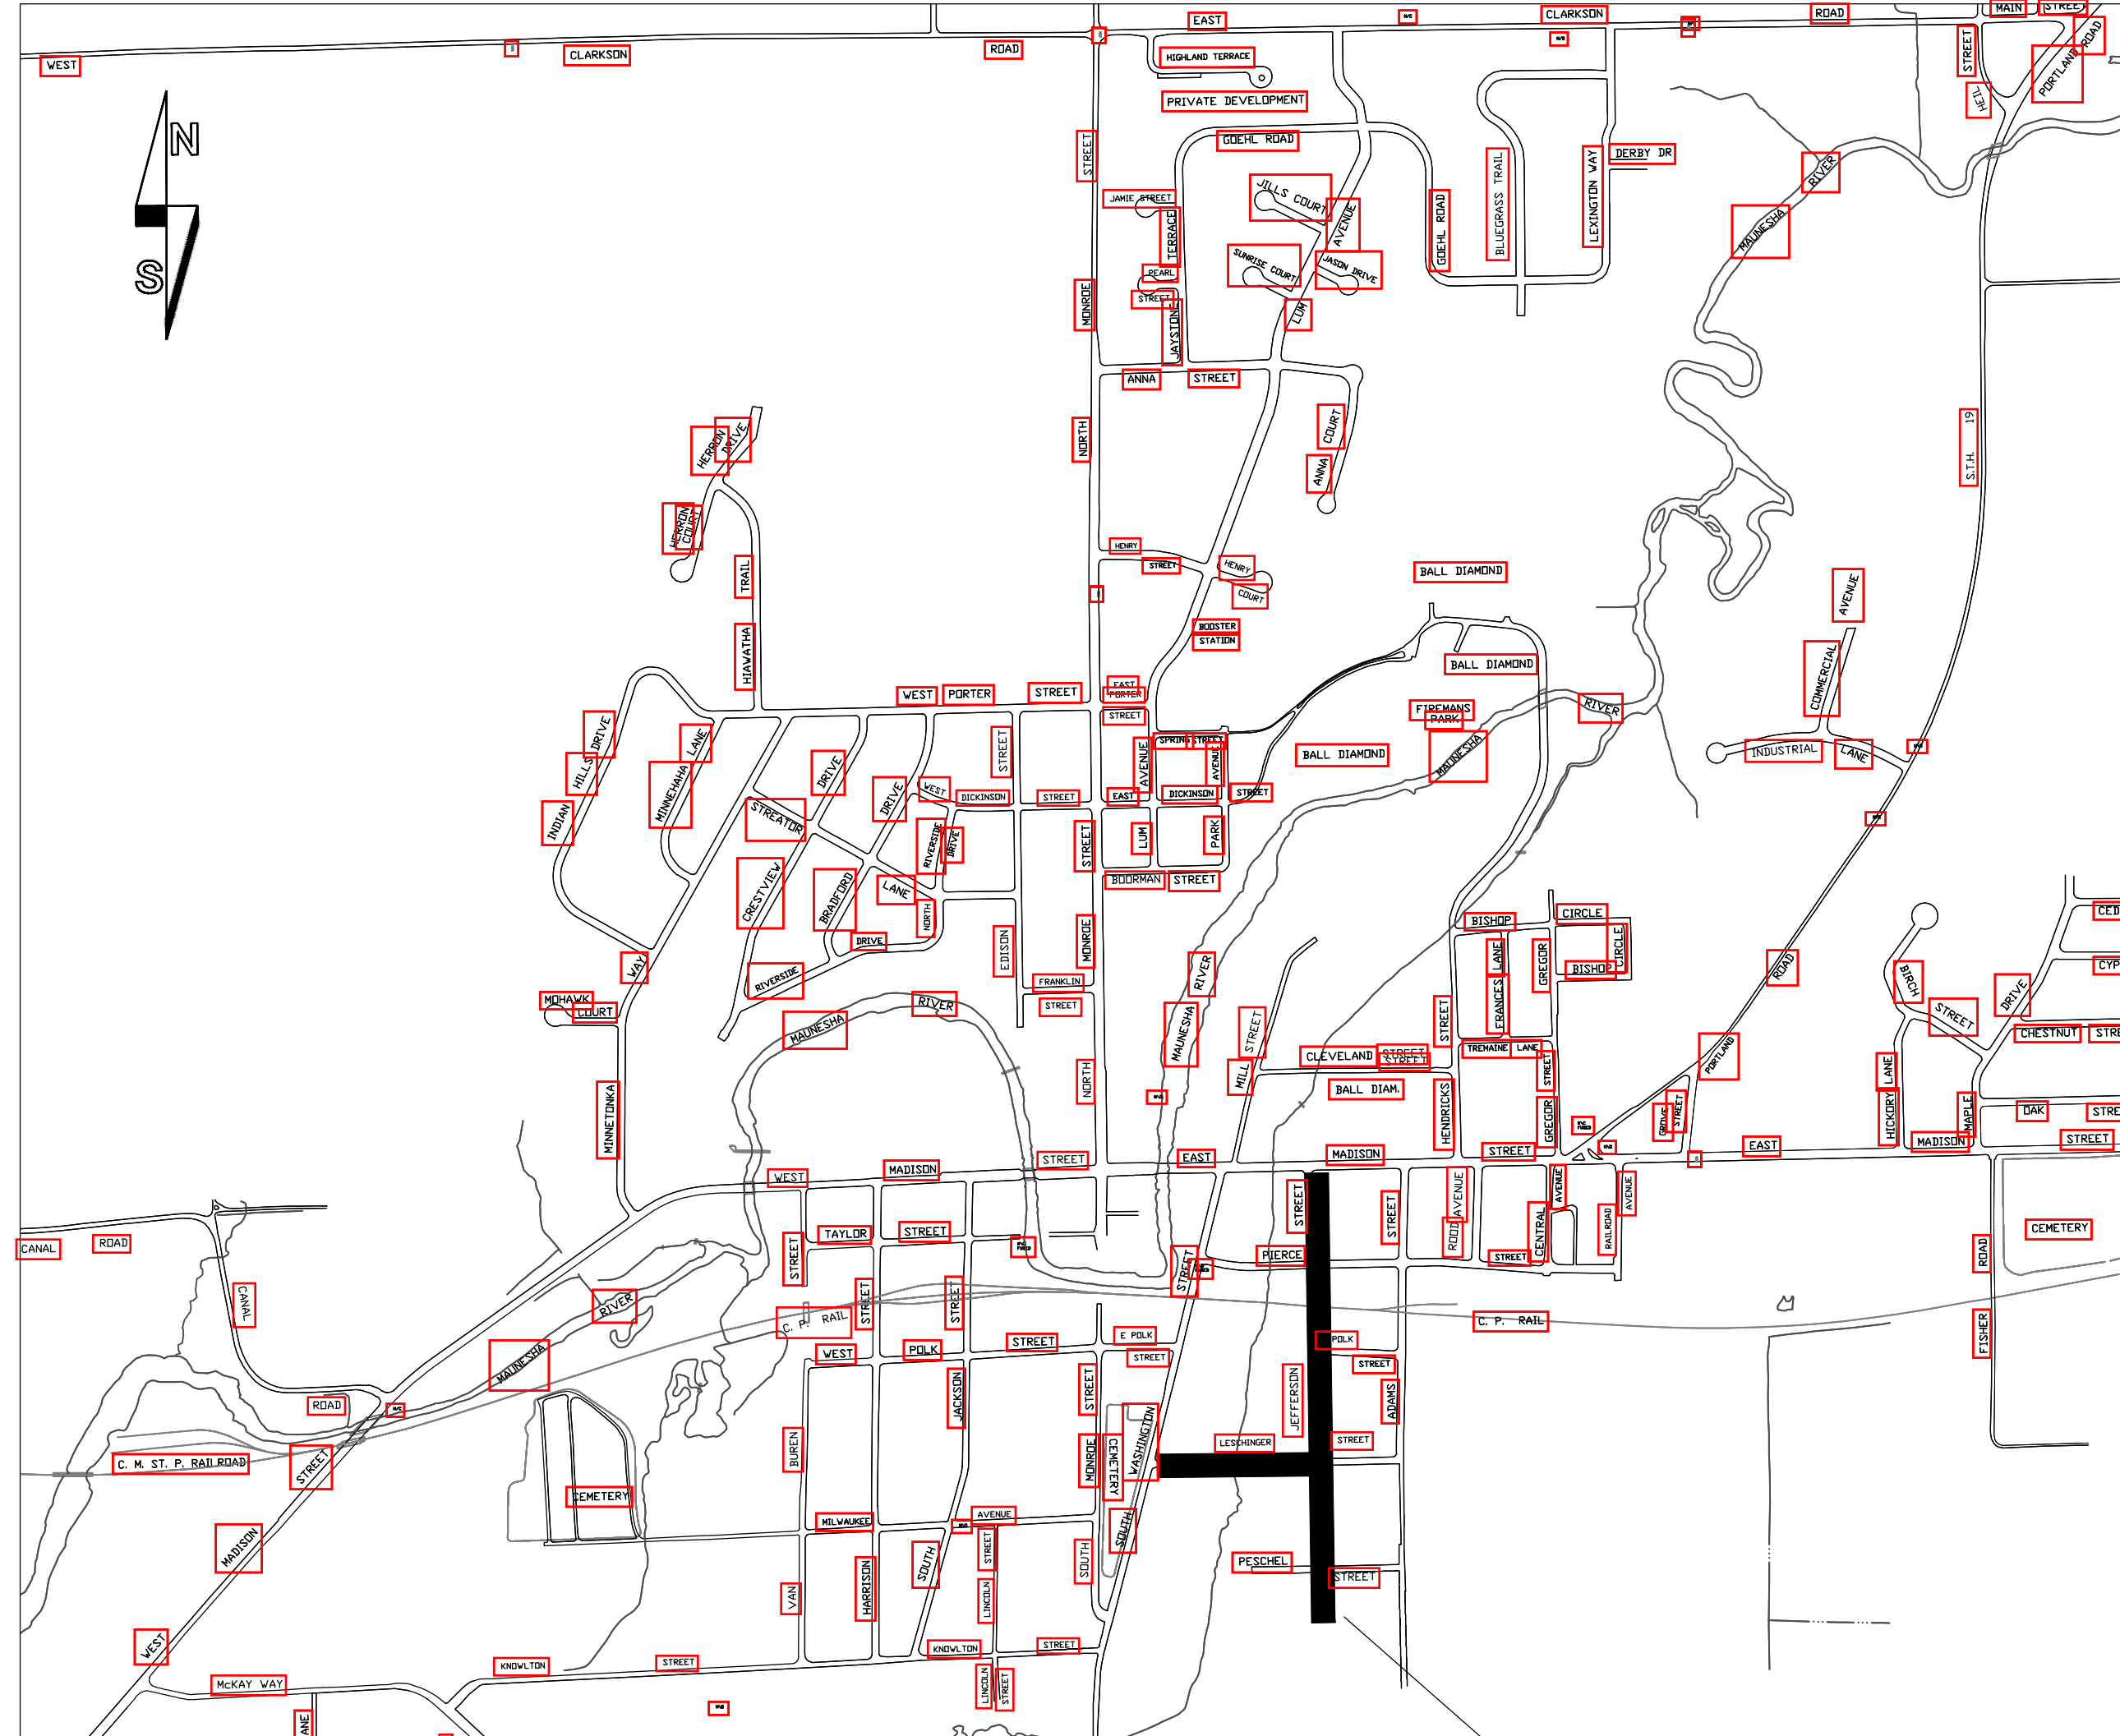 EAST
CLARKSON
ROAD
MAIN
STREET
WEST
CLARKSON
ROAD
HIGHLAND TERRACE
STREET
PORTLAND ROAD
HEIL
PRIVATE DEVELOPMENT
N
S
GOEHL ROAD
STREET
DERBY DR
LEXINGTON WAY
BLUEGRASS TRAIL
GOEHL ROAD
RIVER
MAUNESHA
JILLS COURT
JAMIE STREET
AVENUE
TERRACE
SUNRISE COURT
JASON DRIVE
PEARL
STREET
MONROE
LUM
JAYSTONE
ANNA
STREET
NORTH
COURT
ANNA
S.T.H. 19
HERRON
DRIVE
HERRON
COURT
TRAIL
HENRY
STREET
HENRY
COURT
BALL DIAMOND
AVENUE
BOOSTER
STATION
HIAWATHA
BALL DIAMOND
COMMERCIAL
WEST
PORTER
STREET
EAST
PORTER
STREET
FIREMANS
PARK
RIVER
MAUNESHA
BALL DIAMOND
INDUSTRIAL
LANE
SPRING
STREET
AVENUE
AVENUE
STREET
INDIAN
HILLS
DRIVE
MINNEHAHA
LANE
DRIVE
DRIVE
STREATOR
WEST
DICKINSON
STREET
EAST
DICKINSON
STREET
RIVERSIDE
DRIVE
STREET
LUM
PARK
CRESTVIEW
BRADFORD
LANE
NORTH
BOORMAN
STREET
DRIVE
RIVERSIDE
EDISON
MONROE
FRANKLIN
STREET
WAY
MOHAWK
COURT
MAUNESHA
RIVER
RIVER
MAUNESHA
STREET
MILL
BISHOP
CIRCLE
LANE
FRANCES
GREGOR
BISHOP
CIRCLE
STREET
ROAD
BIRCH
STREET
DRIVE
CED
CYP
CHESTNUT
STRE
CLEVELAND
STREET
STREET
TREMAINE
LANE
STREET
PORTLAND
LANE
BALL DIAM.
HENDRICKS
GREGOR
GROVE
STREET
HICKORY
MAPLE
OAK
STRE
MINNETONKA
NORTH
WEST
MADISON
STREET
EAST
MADISON
STREET
EAST
MADISON
STREET
CANAL
ROAD
CANAL
STREET
TAYLOR
STREET
STREET
STREET
STREET
PIERCE
STREET
STREET
ROOD
AVENUE
STREET
CENTRAL
AVENUE
RAILROAD
AVENUE
CEMETERY
ROAD
FISHER
RIVER
MAUNESHA
C. P. RAIL
C. P. RAIL
WEST
POLK
STREET
E POLK
STREET
POLK
STREET
JACKSON
STREET
JEFFERSON
ADAMS
ROAD
C. M. ST. P. RAILROAD
STREET
CEMETERY
BUREN
MONROE
CEMETERY
WASHINGTON
LESCHINGER
STREET
MADISON
MILWAUKEE
AVENUE
STREET
SOUTH
SOUTH
SOUTH
PESCHEL
STREET
VAN
HARRISON
LINCOLN
WEST
KNOWLTON
STREET
KNOWLTON
STREET
McKAY WAY
LINCOLN
STREET
ANE